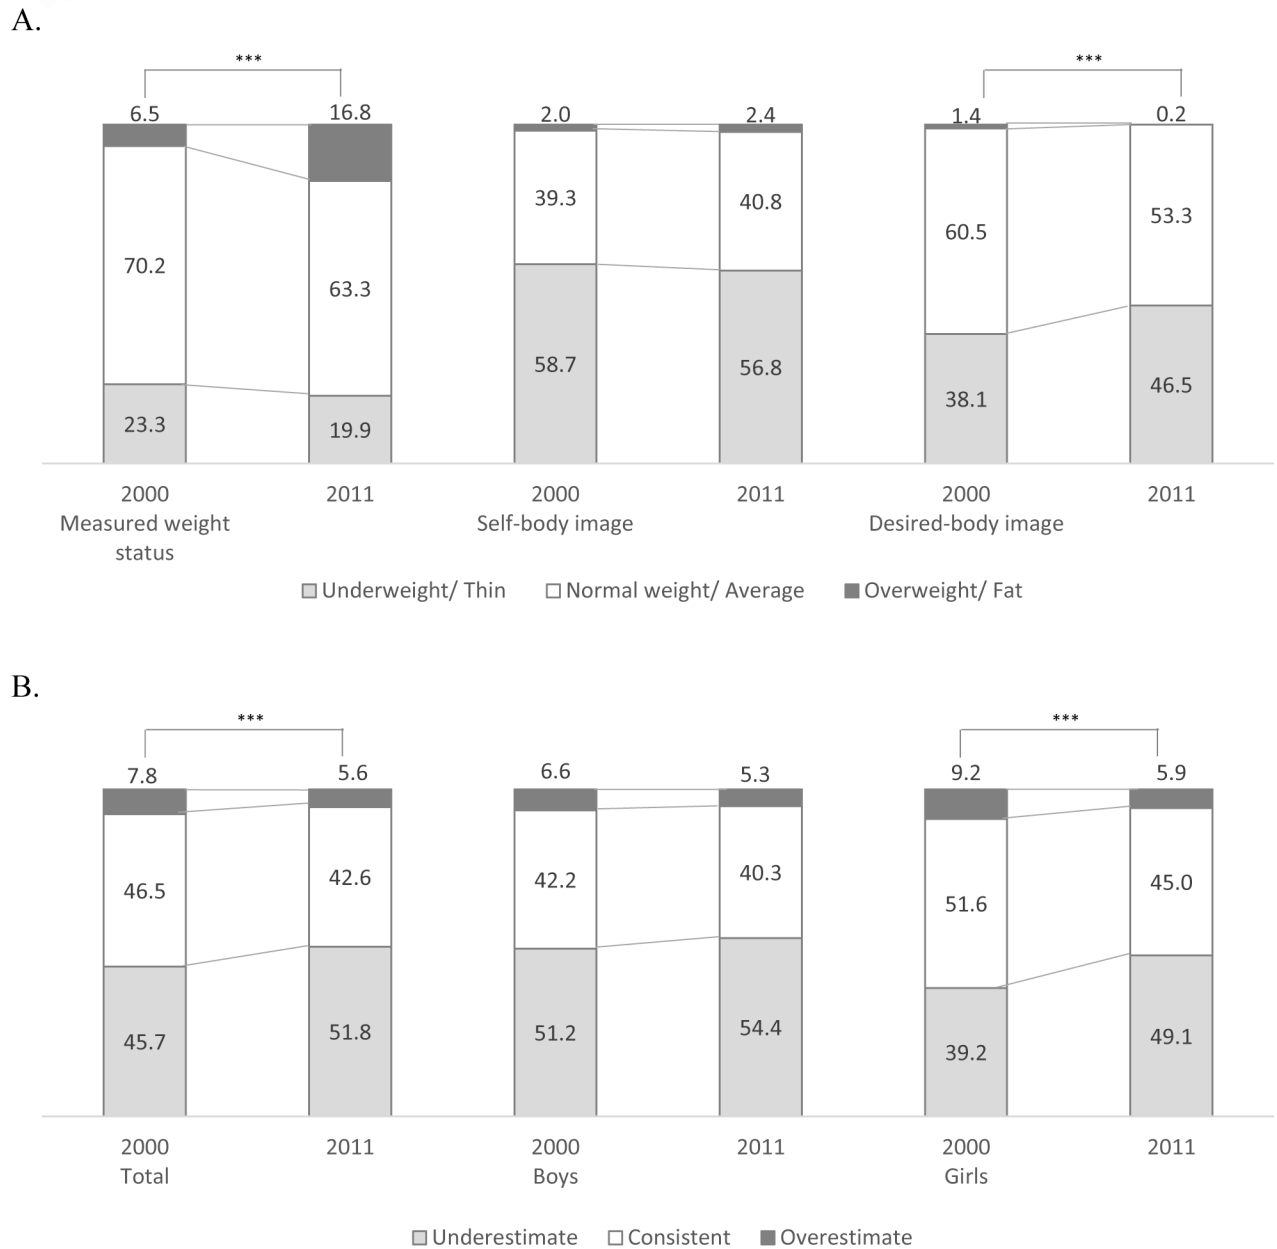 A.
*** ***
6.5 16.8 2.0 2.4 1.4 0.2
39.3 40.8 53.3
60.5
70.2 63.3
58.7 56.8
38.1 46.5
23.3 19.9
2000 2011 2000 2011 2000 2011
Measured weight Self-body image Desired-body image
status
Underweight/ Thin Normal weight/ Average Overweight/ Fat
B.
*** ***
7.8 5.6 6.6 5.3 9.2 5.9
46.5 42.6 42.2 40.3 51.6 45.0
45.7 51.8 51.2 54.4 39.2 49.1
2000 2011 2000 2011 2000 2011
Total Boys Girls
Underestimate Consistent Overestimate